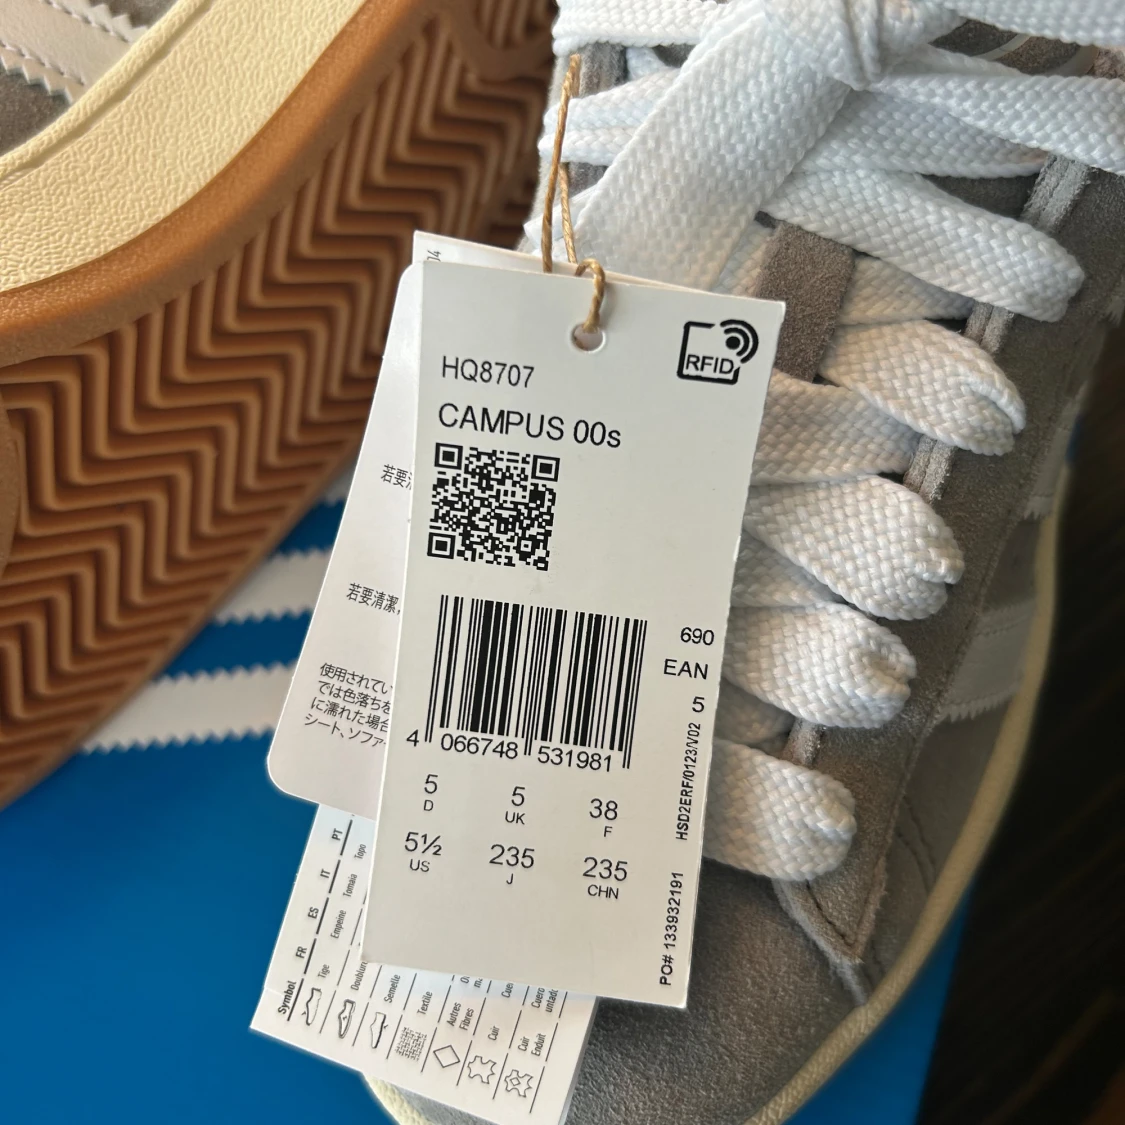 04
RFID
HQ8707
CAMPUS 00s
若要
690
EAN
5
若要清潔,
4 066748 531981
使用されてい
では色落ちを
に濡れた場合
シート、ソファ
HSD2ERF/0123/V02
5 D
5 UK
38 F
5½ US
235 J
235 CHN
PO# 133932191
Symbol FR ES IT PT
Tige Empeine Tomaia Topo
Doublure
Semelle
Textile
Autres Fibres
Cuir
Cuir Enduit